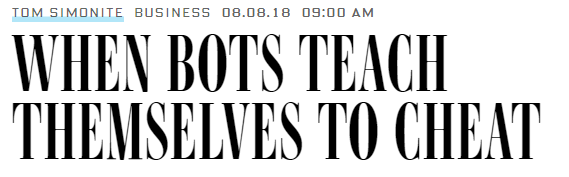 TOM SIMONITE BUSINESS 08.08.18 09:00 AM
WHEN BOTS TEACH
THEMSELVES TO CHEAT